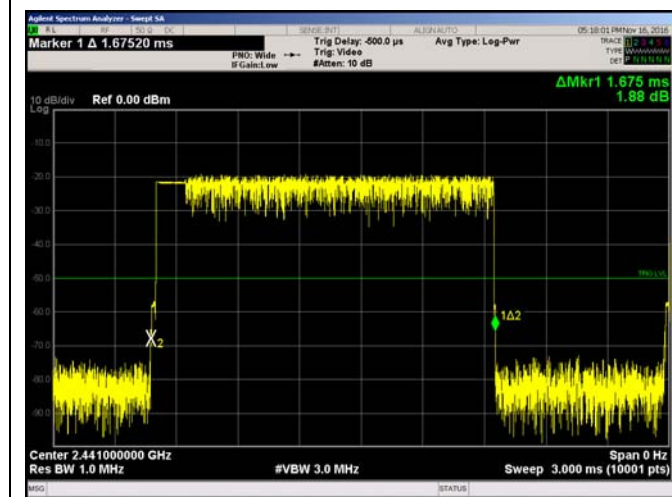 Agilent Spectrum Analyzer - Swept SA
RL RF 50 Ω DC SENSE:INT ALIGN AUTO 05:18:01 PM Nov 16, 2016
Marker 1 Δ 1.67520 ms
PNO: Wide
IFGain:Low
Trig Delay: -500.0 µs
Trig: Video
#Atten: 10 dB
Avg Type: Log-Pwr
TRACE 1 2 3 4 5 6
TYPE
DET P N N N N N
ΔMkr1 1.675 ms
1.88 dB
10 dB/div Ref 0.00 dBm
Log
-10.0
-20.0
-30.0
-40.0
-50.0
TRIG LVL
-60.0
1Δ2
2
-70.0
-80.0
-90.0
Center 2.441000000 GHz Span 0 Hz
Res BW 1.0 MHz #VBW 3.0 MHz Sweep 3.000 ms (10001 pts)
MSG STATUS